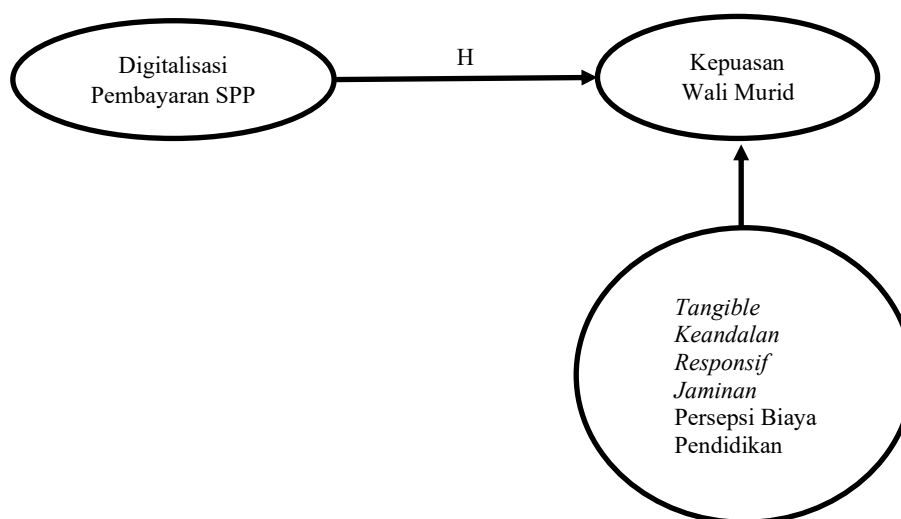 Digitalisasi
Pembayaran SPP
H
Kepuasan
Wali Murid
Tangible
Keandalan
Responsif
Jaminan
Persepsi Biaya
Pendidikan